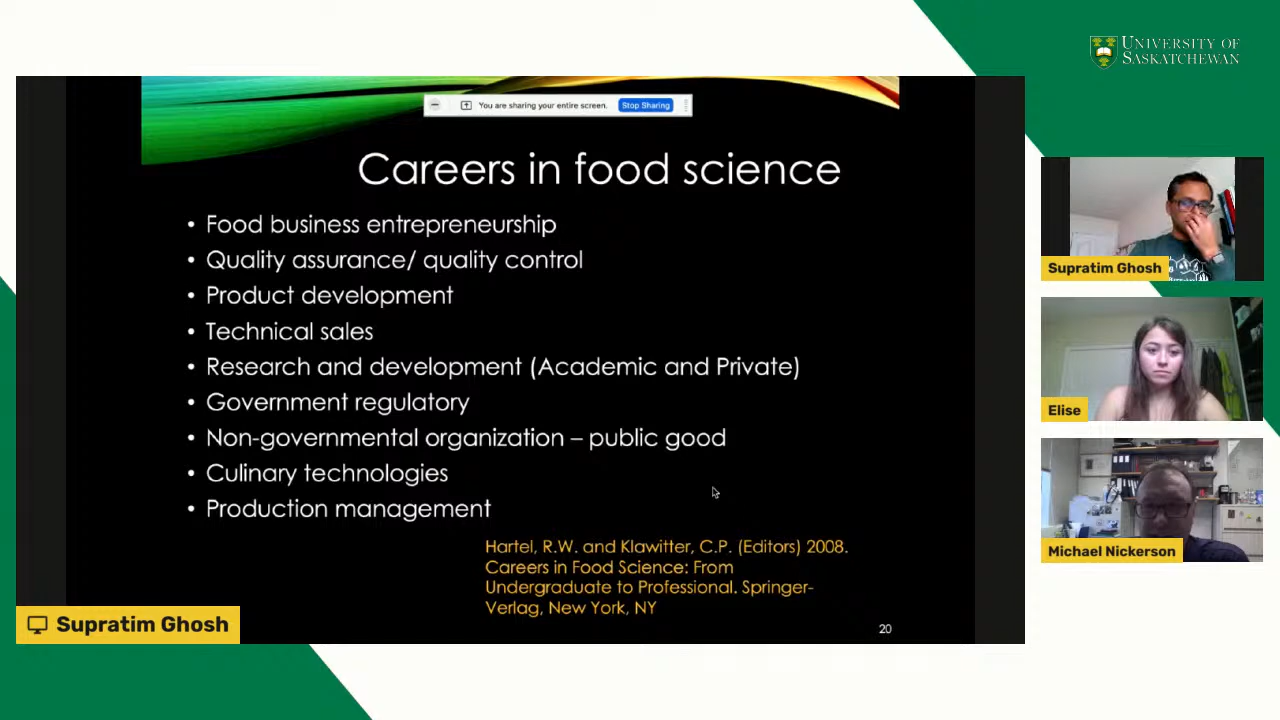 UNIVERSITY OF
SASKATCHEWAN
You are sharing your entire screen. Stop Sharing
Careers in food science
• Food business entrepreneurship
• Quality assurance/ quality control
• Product development
• Technical sales
• Research and development (Academic and Private)
• Government regulatory
• Non-governmental organization – public good
• Culinary technologies
• Production management
Hartel, R.W. and Klawitter, C.P. (Editors) 2008.
Careers in Food Science: From
Undergraduate to Professional. Springer-
Verlag, New York, NY
20
Supratim Ghosh
Supratim Ghosh
Elise
Michael Nickerson